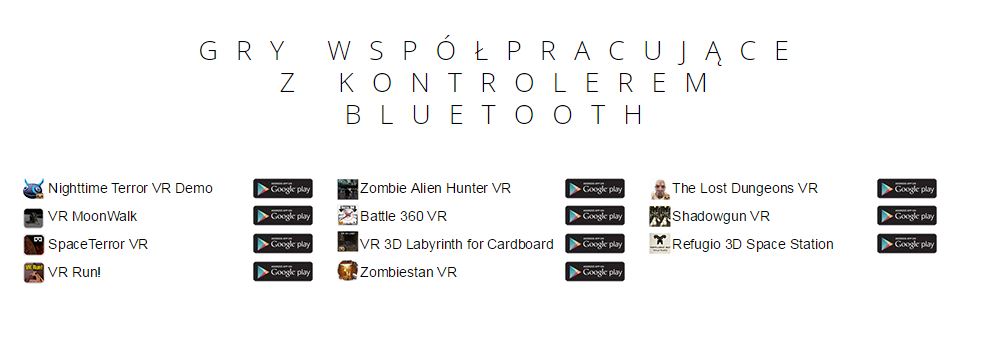 GRY WSPÓŁPRACUJĄCE
Z KONTROLEREM
BLUETOOTH
Nighttime Terror VR Demo Google play
Zombie Alien Hunter VR Google play
The Lost Dungeons VR Google play
VR MoonWalk Google play
Battle 360 VR Google play
Shadowgun VR Google play
SpaceTerror VR Google play
VR 3D Labyrinth for Cardboard Google play
Refugio 3D Space Station Google play
VR Run! Google play
Zombiestan VR Google play